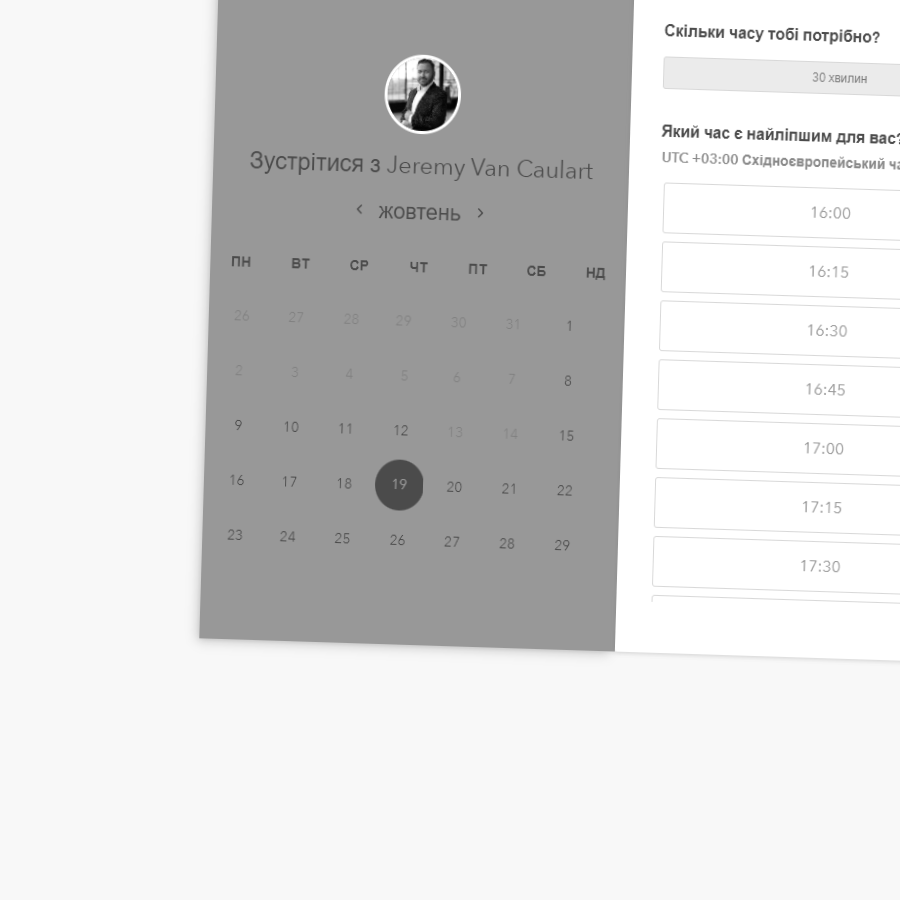 Зустрітися з Jeremy Van Caulart
‹ жовтень ›
ПН ВТ СР ЧТ ПТ СБ НД
26 27 28 29 30 31 1
2 3 4 5 6 7 8
9 10 11 12 13 14 15
16 17 18 19 20 21 22
23 24 25 26 27 28 29
Скільки часу тобі потрібно?
30 хвилин
Який час є найліпшим для вас?
UTC +03:00 Східноєвропейський
16:00
16:15
16:30
16:45
17:00
17:15
17:30